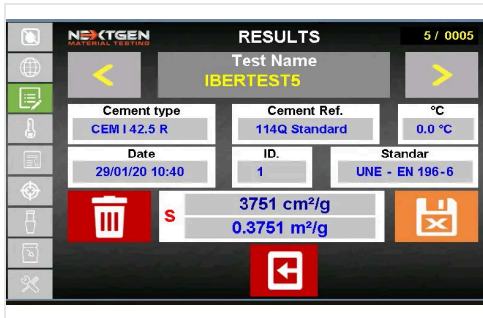 NEXTGEN
MATERIAL TESTING
RESULTS
5 / 0005
Test Name
IBERTEST5
Cement type
CEM I 42.5 R
Cement Ref.
114Q Standard
°C
0.0 °C
Date
29/01/20 10:40
ID.
1
Standar
UNE - EN 196-6
S
3751 cm²/g
0.3751 m²/g